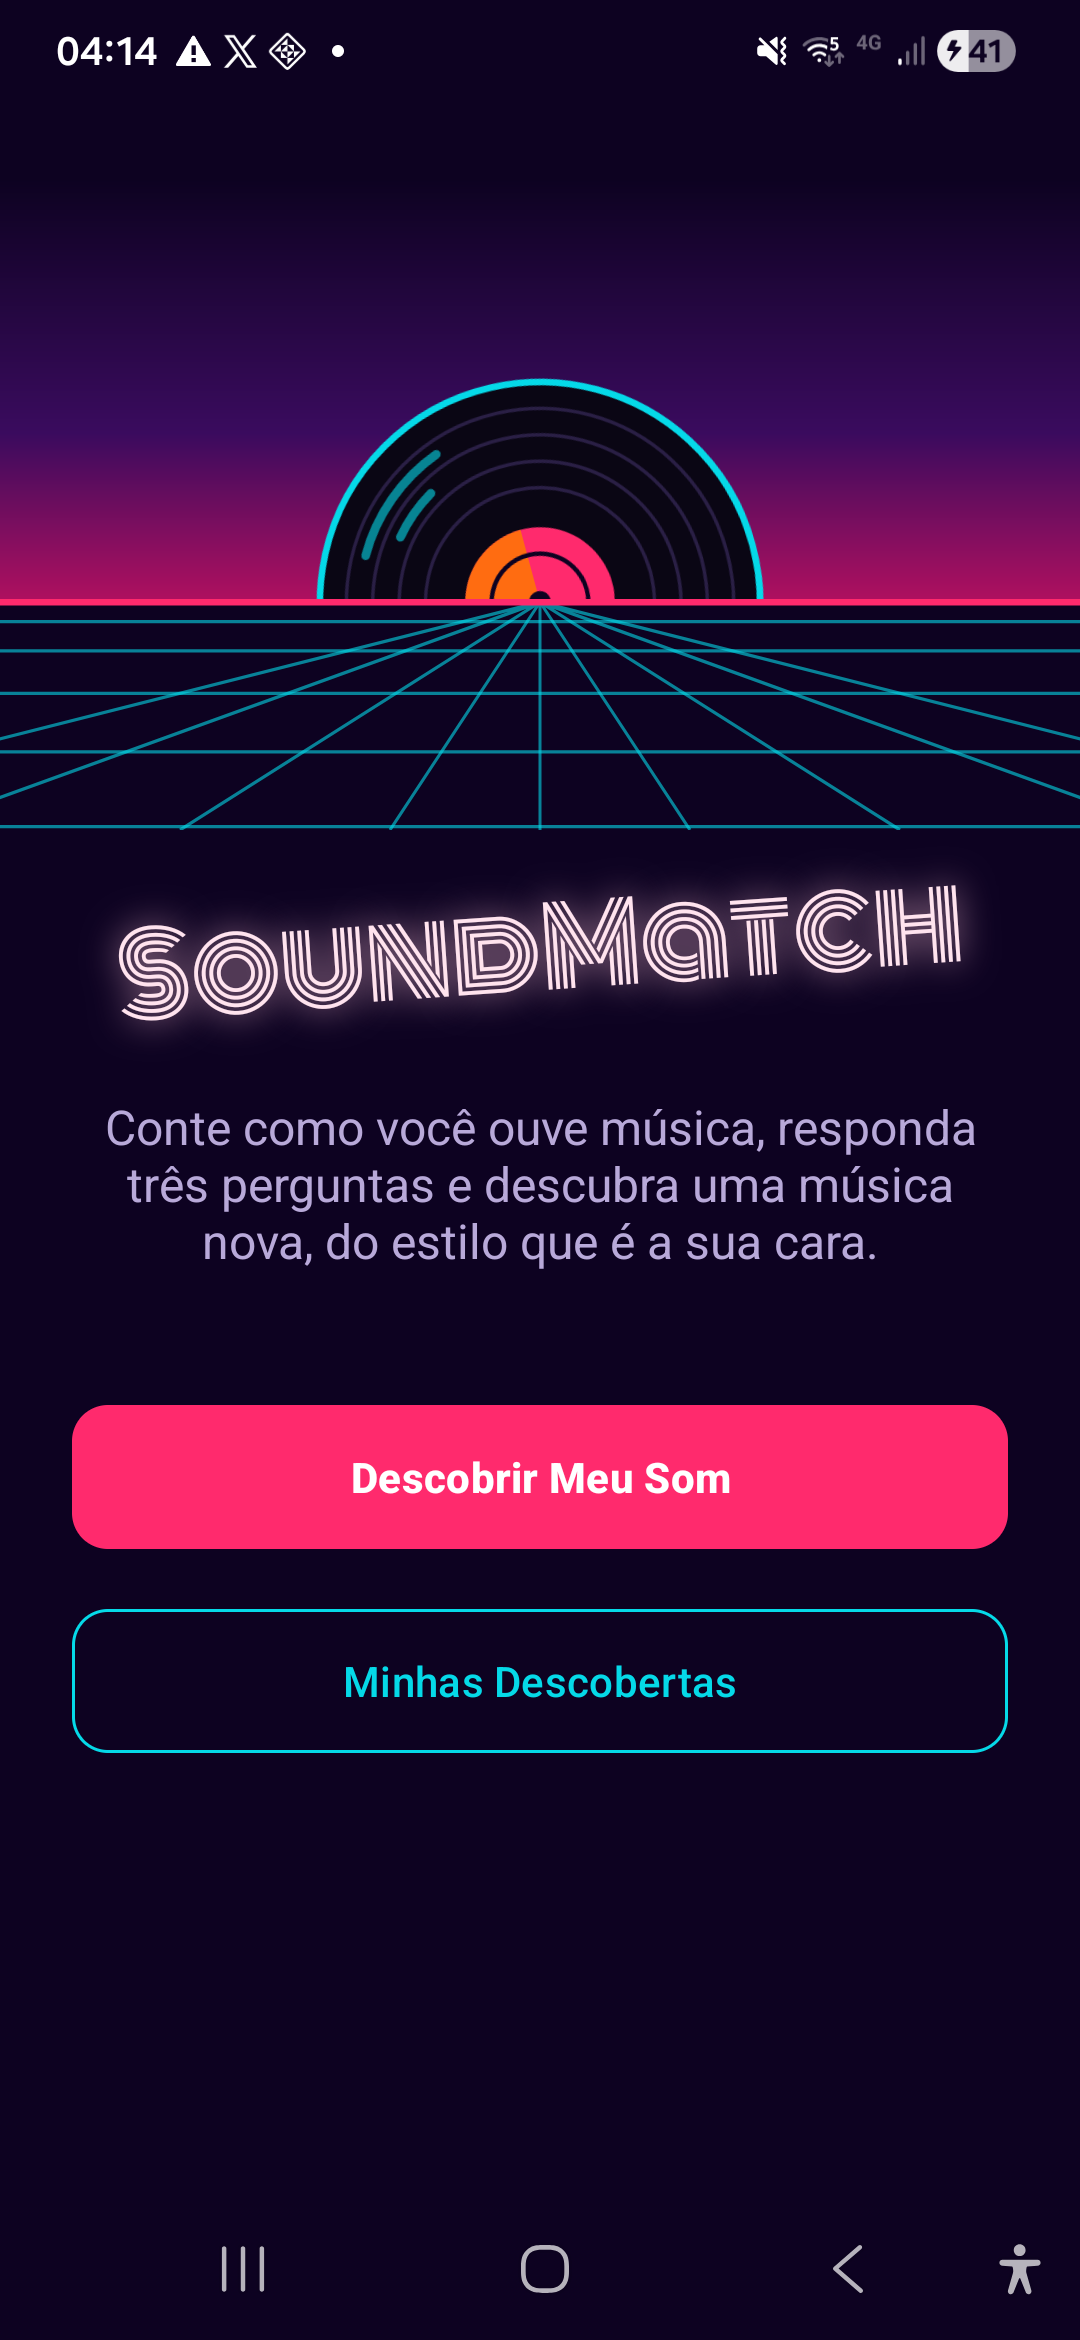 04:14
5 4G 41
SOUNDMATCH
Conte como você ouve música, responda
três perguntas e descubra uma música
nova, do estilo que é a sua cara.
Descobrir Meu Som
Minhas Descobertas